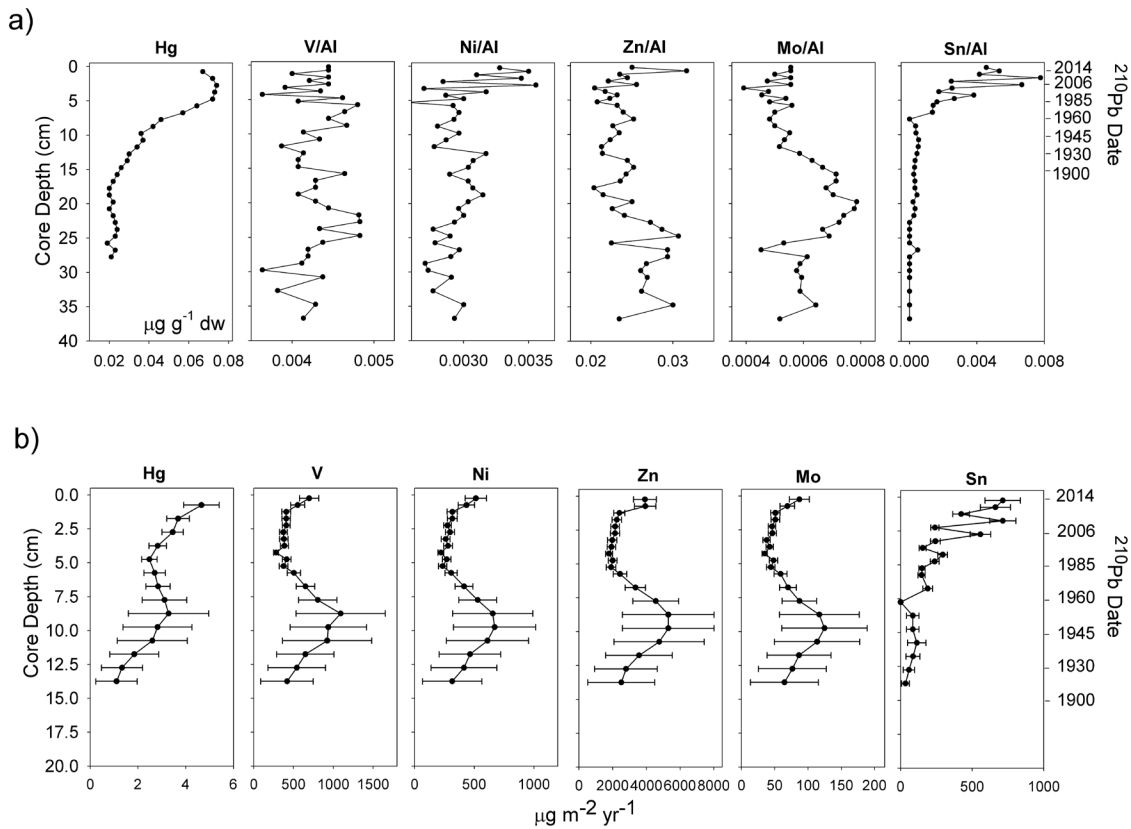 a)
Hg V/Al Ni/Al Zn/Al Mo/Al Sn/Al
0 2014
5 2006
10 1985
15 1960
20 1945
25 1930
30 1900
35
40
Core Depth (cm)
210Pb Date
µg g-1 dw
0.02 0.04 0.06 0.08 0.004 0.005 0.0030 0.0035 0.02 0.03 0.0004 0.0006 0.0008 0.000 0.004 0.008
b)
Hg V Ni Zn Mo Sn
0.0 2014
2.5 2006
5.0 1985
7.5 1960
10.0 1945
12.5 1930
15.0 1900
17.5
20.0
Core Depth (cm)
210Pb Date
0 2 4 6 0 500 1000 1500 0 500 1000 0 2000 4000 6000 8000 0 50 100 150 200 0 500 1000
µg m-2 yr-1